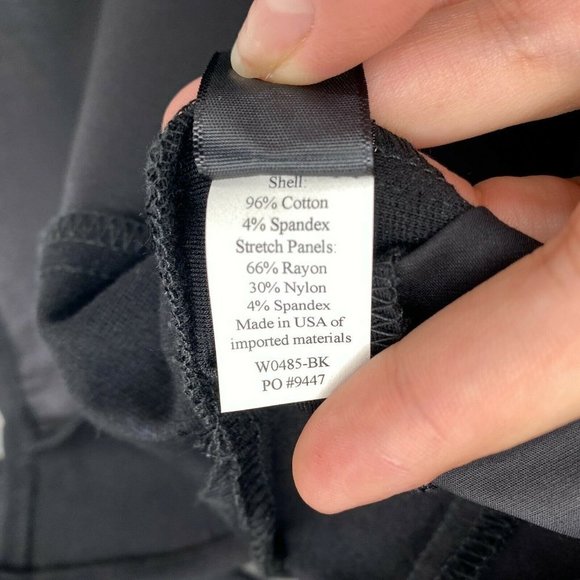 Shell:
96% Cotton
4% Spandex
Stretch Panels:
66% Rayon
30% Nylon
4% Spandex
Made in USA of
imported materials
W0485-BK
PO #9447